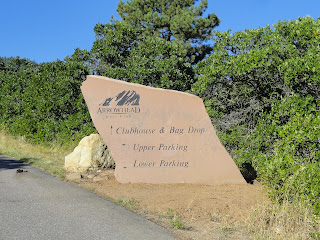 ARROWHEAD
Clubhouse & Bag Drop
Upper Parking
Lower Parking